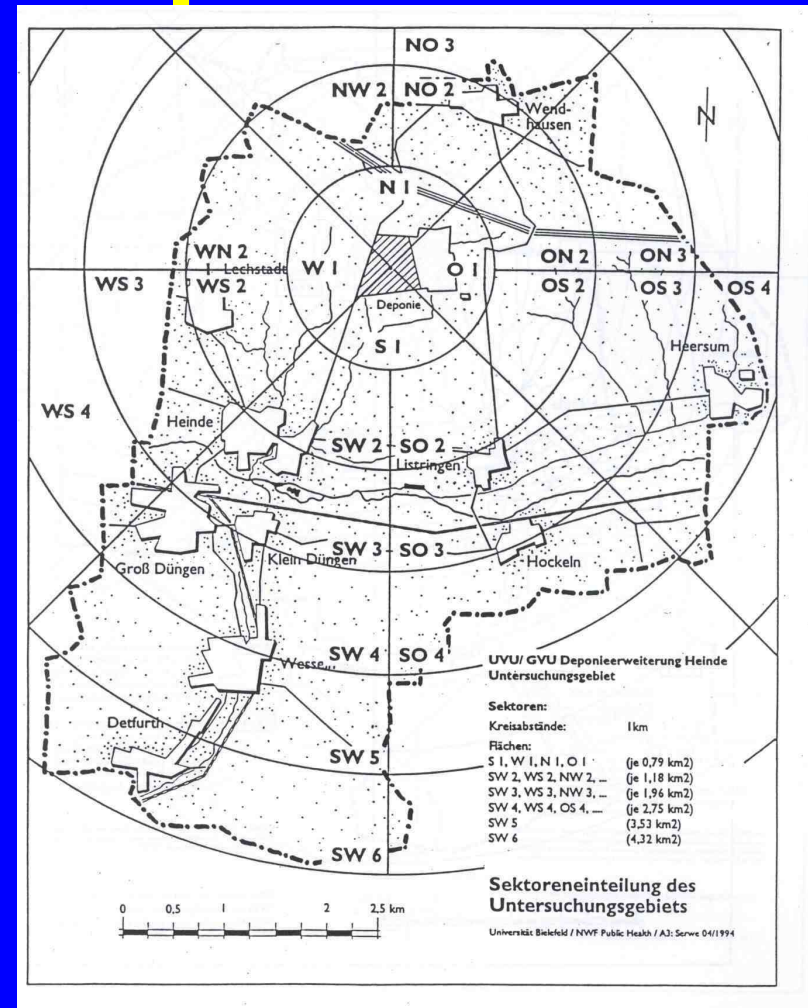 NO 3
NW 2 NO 2
Wend-
hausen
N
N 1
WN 2
Lechstadt
W 1
O 1
ON 2
ON 3
WS 3
WS 2
OS 2
OS 3
OS 4
Deponie
S 1
Heersum
WS 4
Heinde
SW 2 SO 2
Listringen
SW 3 SO 3
Groß Düngen
Klein Düngen
Hockeln
SW 4 SO 4
UVU/ GVU Deponieerweiterung Heinde
Untersuchungsgebiet
Detfurth
Sektoren:
Kreisabstände: 1km
Flächen:
S 1, W 1, N 1, O 1 (je 0,79 km2)
SW 5
SW 2, WS 2, NW 2, ... (je 1,18 km2)
SW 3, WS 3, NW 3, ... (je 1,96 km2)
SW 4, WS 4, OS 4, ... (je 2,75 km2)
SW 5 (3,53 km2)
SW 6 (4,32 km2)
SW 6
Sektoreneinteilung des
Untersuchungsgebiets
0 0,5 1 2 2,5 km
Universität Bielefeld / NWF Public Health / A3: Serwe 04/1994